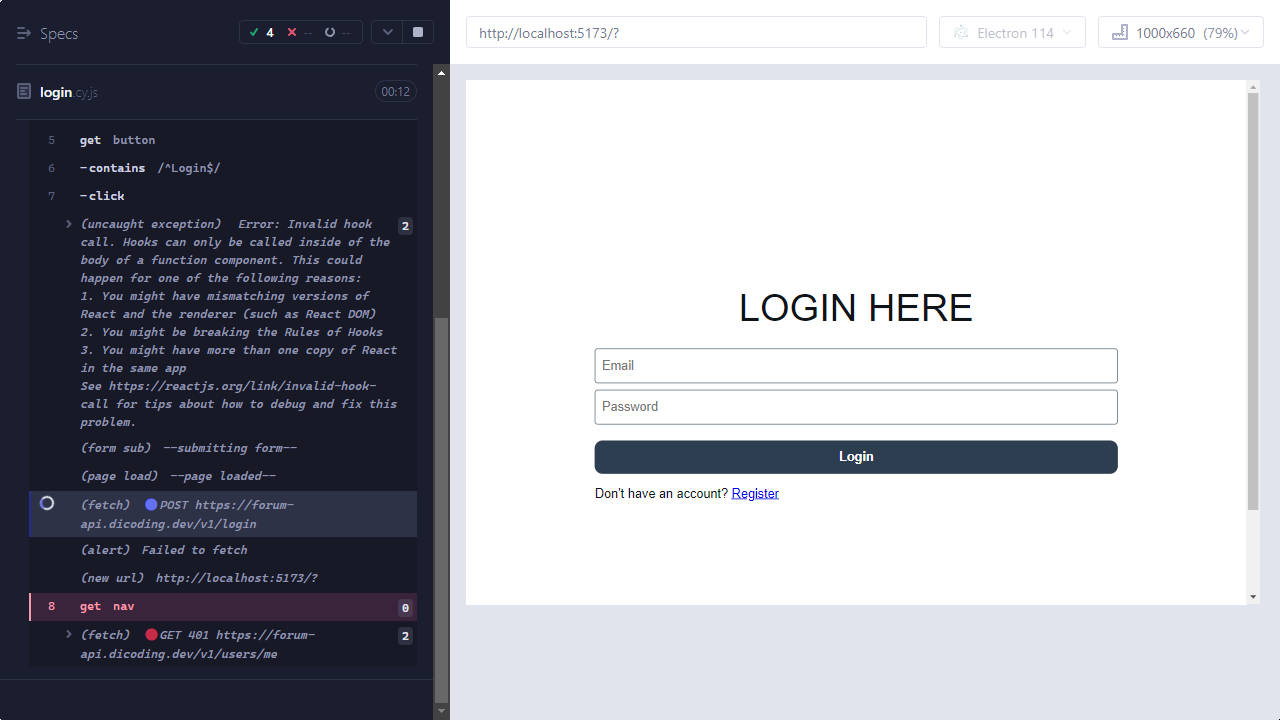 Specs
4 -- --
http://localhost:5173/?
Electron 114
1000x660 (79%)
login.cy.js
00:12
5 get button
6 -contains /^Login$/
7 -click
(uncaught exception) Error: Invalid hook 2
call. Hooks can only be called inside of the
body of a function component. This could
happen for one of the following reasons:
1. You might have mismatching versions of
React and the renderer (such as React DOM)
2. You might be breaking the Rules of Hooks
3. You might have more than one copy of React
in the same app
See https://reactjs.org/link/invalid-hook-
call for tips about how to debug and fix this
problem.
(form sub) --submitting form--
(page load) --page loaded--
(fetch) POST https://forum-
api.dicoding.dev/v1/login
(alert) Failed to fetch
(new url) http://localhost:5173/?
8 get nav 0
(fetch) GET 401 https://forum- 2
api.dicoding.dev/v1/users/me
LOGIN HERE
Email
Password
Login
Don't have an account? Register